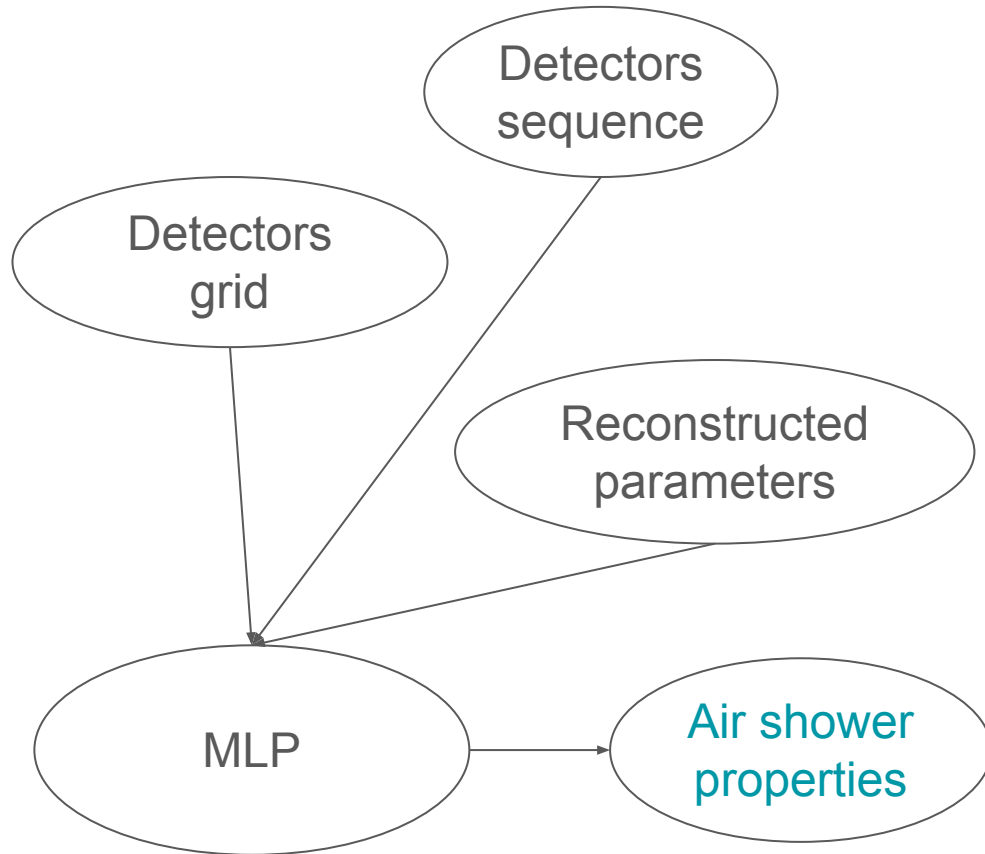 Detectors
sequence
Detectors
grid
Reconstructed
parameters
MLP
Air shower
properties